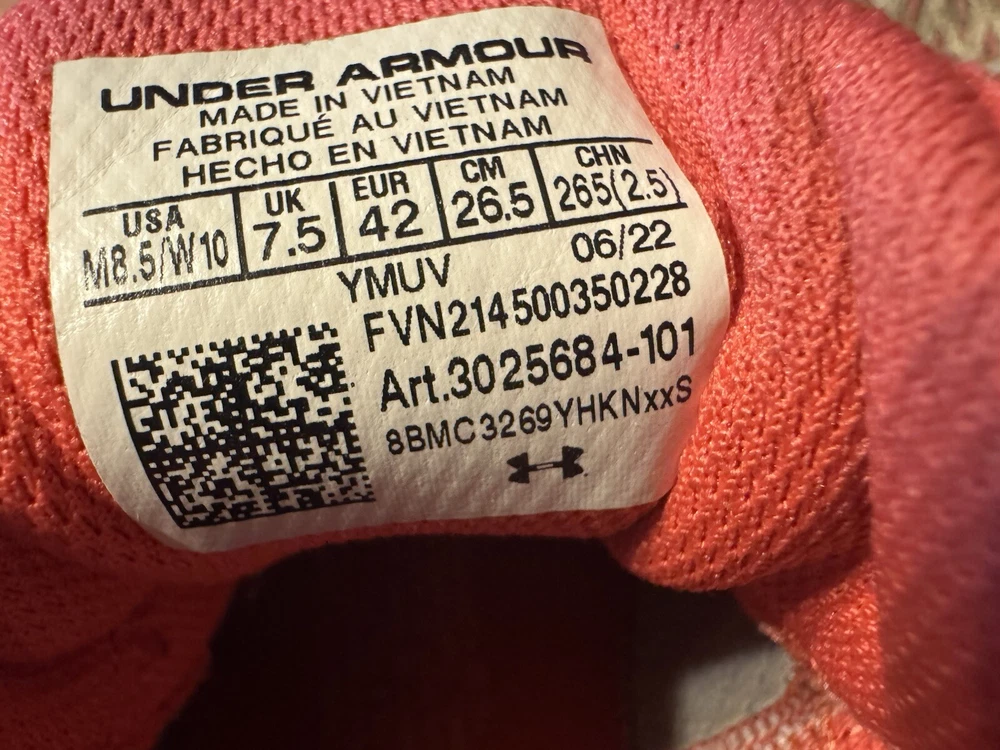 UNDER ARMOUR
MADE IN VIETNAM
FABRIQUÉ AU VIETNAM
HECHO EN VIETNAM
USA UK EUR CM CHN
M8.5/W10 7.5 42 26.5 265(2.5)
06/22
YMUV
FVN214500350228
Art.3025684-101
8BMC3269YHKNxxS